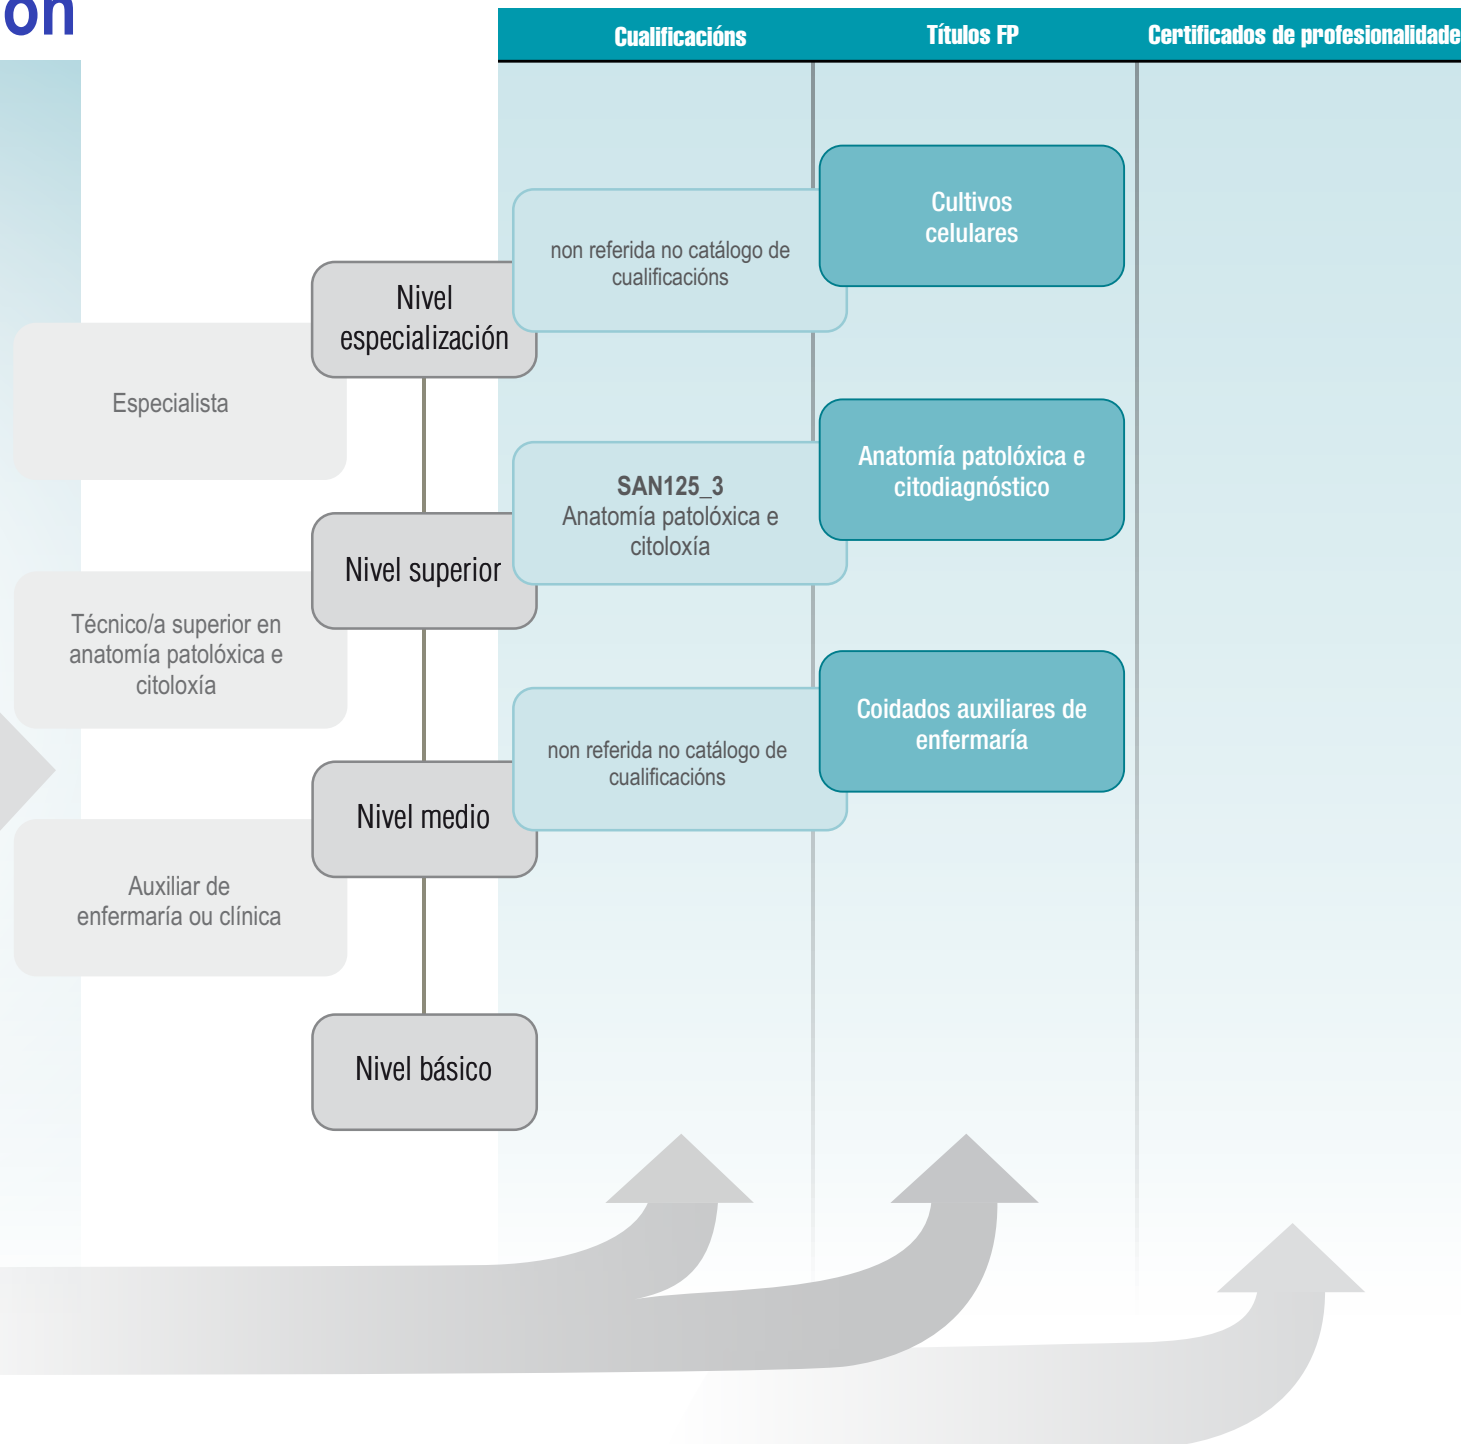 ón
Cualificacións
Títulos FP
Certificados de profesionalidade
Cultivos
celulares
non referida no catálogo de
cualificacións
Nivel
especialización
Especialista
Anatomía patolóxica e
citodiagnóstico
SAN125_3
Anatomía patolóxica e
citoloxía
Nivel superior
Técnico/a superior en
anatomía patolóxica e
citoloxía
Coidados auxiliares de
enfermaría
non referida no catálogo de
cualificacións
Nivel medio
Auxiliar de
enfermaría ou clínica
Nivel básico